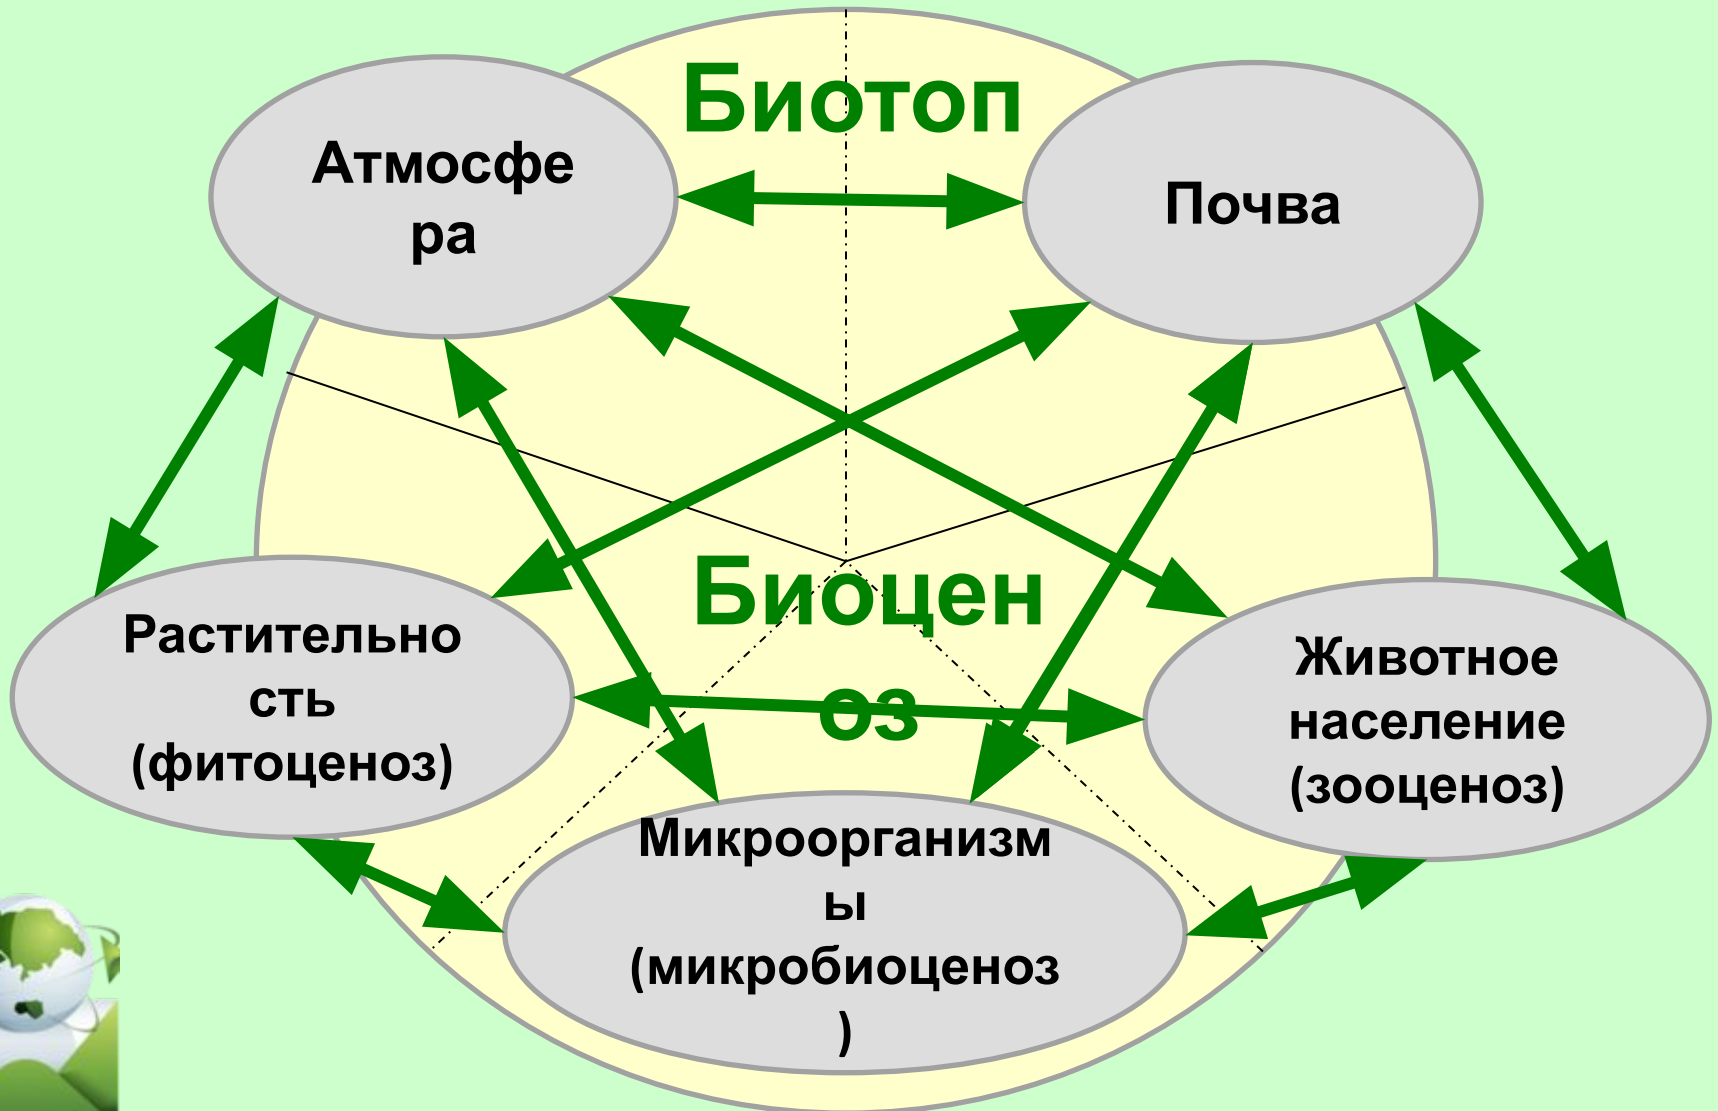 Биотоп
Атмосфе
ра
Почва
Биоцен
оз
Растительно
сть
(фитоценоз)
Животное
население
(зооценоз)
Микроорганизм
ы
(микробиоценоз
)